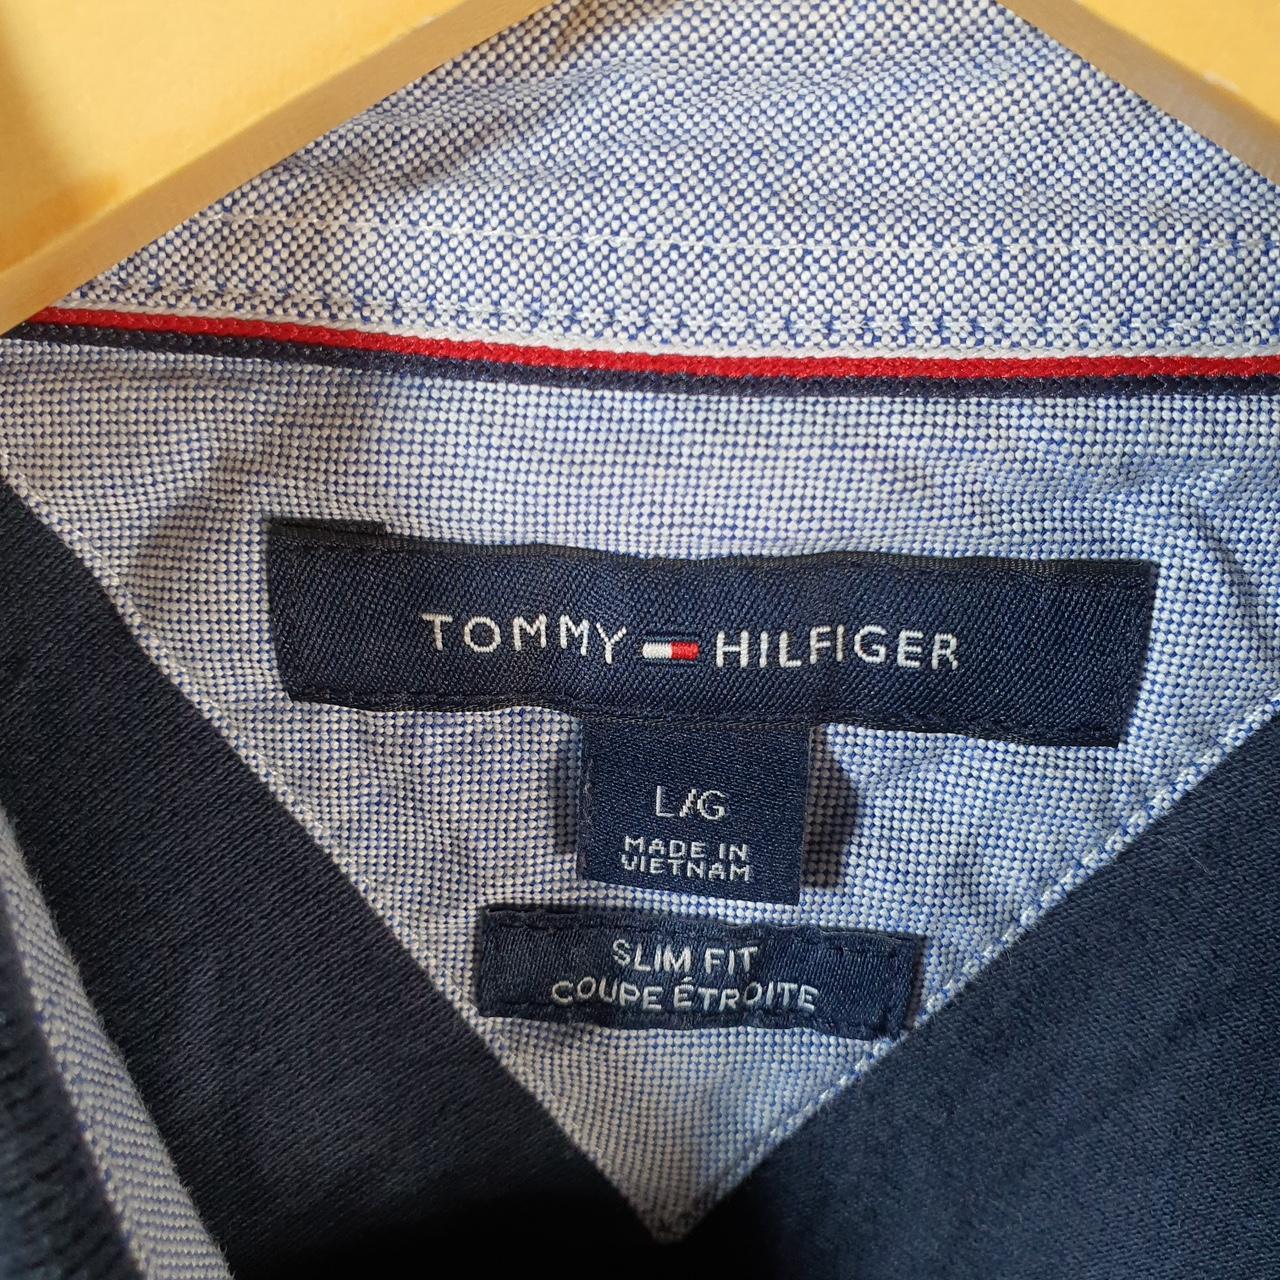 TOMMY HILFIGER
L/G
MADE IN
VIETNAM
SLIM FIT
COUPE ÉTROITE